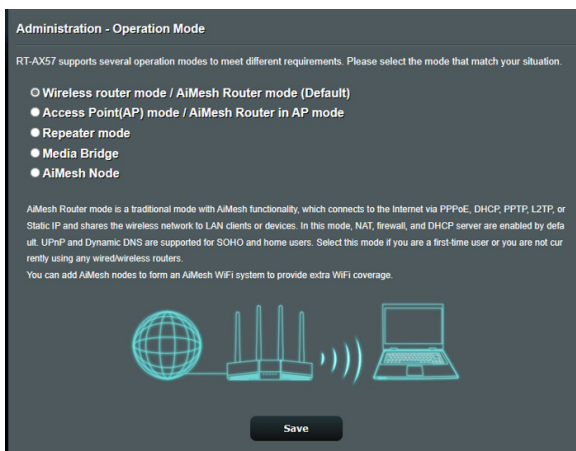 Administration - Operation Mode
RT-AX57 supports several operation modes to meet different requirements. Please select the mode that match your situation.
Wireless router mode / AiMesh Router mode (Default)
Access Point(AP) mode / AiMesh Router in AP mode
Repeater mode
Media Bridge
AiMesh Node
AiMesh Router mode is a traditional mode with AiMesh functionality, which connects to the Internet via PPPoE, DHCP, PPTP, L2TP, or
Static IP and shares the wireless network to LAN clients or devices. In this mode, NAT, firewall, and DHCP server are enabled by defa
ult. UPnP and Dynamic DNS are supported for SOHO and home users. Select this mode if you are a first-time user or you are not cur
rently using any wired/wireless routers.
You can add AiMesh nodes to form an AiMesh WiFi system to provide extra WiFi coverage.
Save